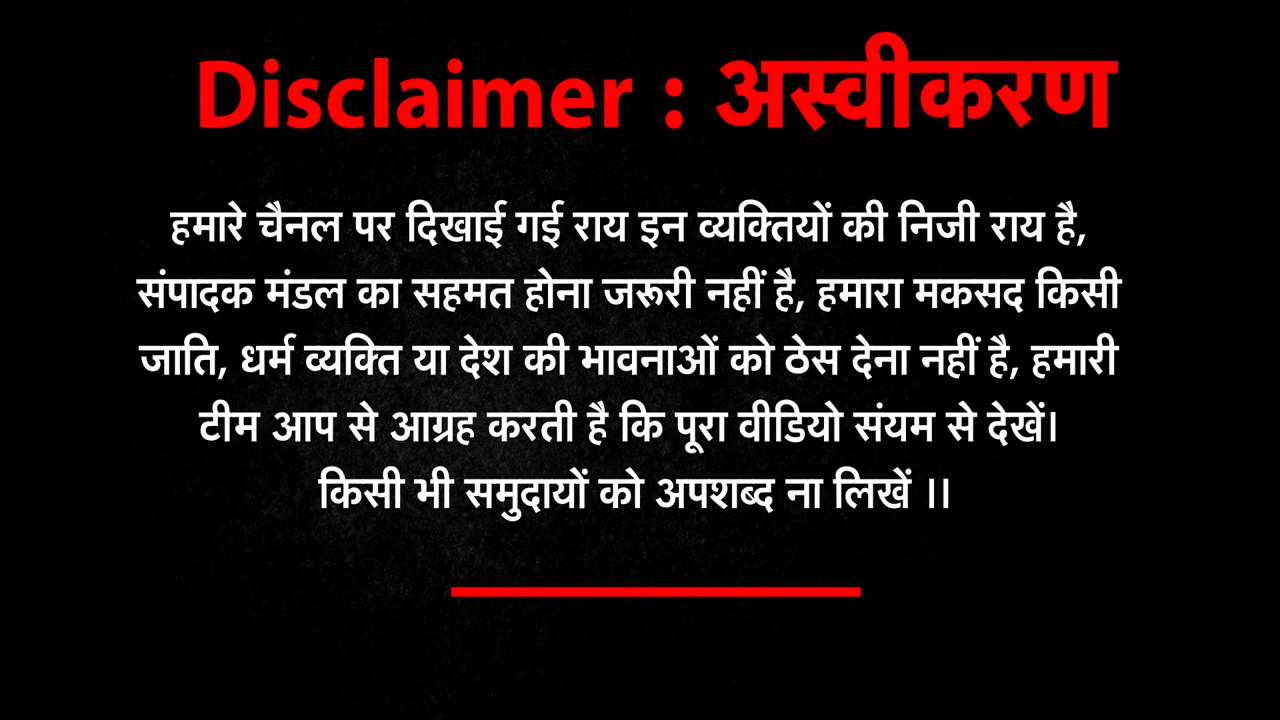 Disclaimer : अस्वीकरण
हमारे चैनल पर दिखाई गई राय इन व्यक्तियों की निजी राय है,
संपादक मंडल का सहमत होना जरूरी नहीं है, हमारा मकसद किसी
जाति, धर्म व्यक्ति या देश की भावनाओं को ठेस देना नहीं है, हमारी
टीम आप से आग्रह करती है कि पूरा वीडियो संयम से देखें।
किसी भी समुदायों को अपशब्द ना लिखें ।।